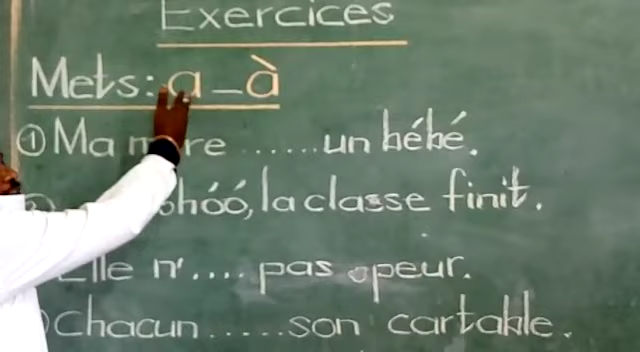 Exercices
Mets: a - à
① Ma ...... un bébé.
la classe finit.
Elle n'.... pas peur.
Chacun ..... son cartable.